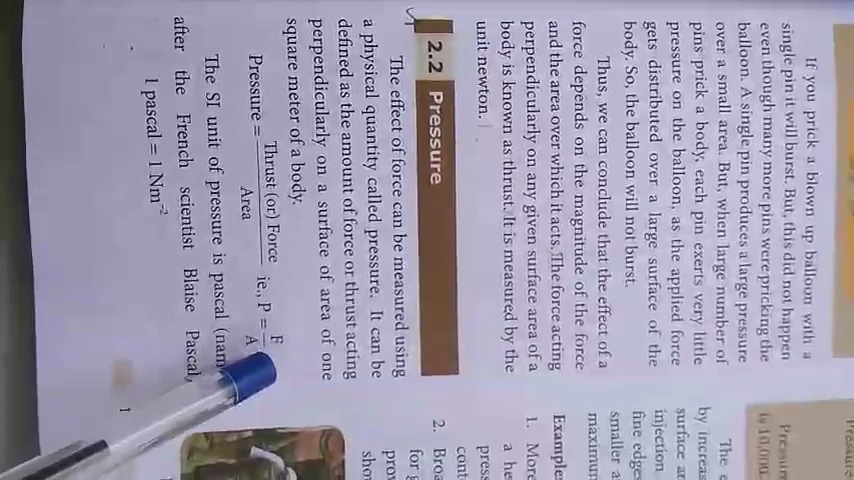 If you prick a blown up balloon with a
single pin it will burst. But, this did not happen
even though many more pins were pricking the
balloon. A single pin produces a large pressure
over a small area. But, when large number of
pins prick a body, each pin exerts very little
pressure on the balloon, as the applied force
gets distributed over a large surface of the
body. So, the balloon will not burst.
Thus, we can conclude that the effect of a
force depends on the magnitude of the force
and the area over which it acts. The force acting
perpendicularly on any given surface area of a
body is known as thrust. It is measured by the
unit newton.
2.2 Pressure
The effect of force can be measured using
a physical quantity called pressure. It can be
defined as the amount of force or thrust acting
perpendicularly on a surface of area of one
square meter of a body.
Pressure = Thrust (or) Force / Area ie., P = F / A
The SI unit of pressure is pascal (nam
after the French scientist Blaise Pascal,
1 pascal = 1 Nm⁻²
Pressure
Pressur
is 10,000
The e
by increas
surface ar
injection
fine edges
smaller a
maximum
Example
1. More
a he
press
2. Broa
for
prov
show